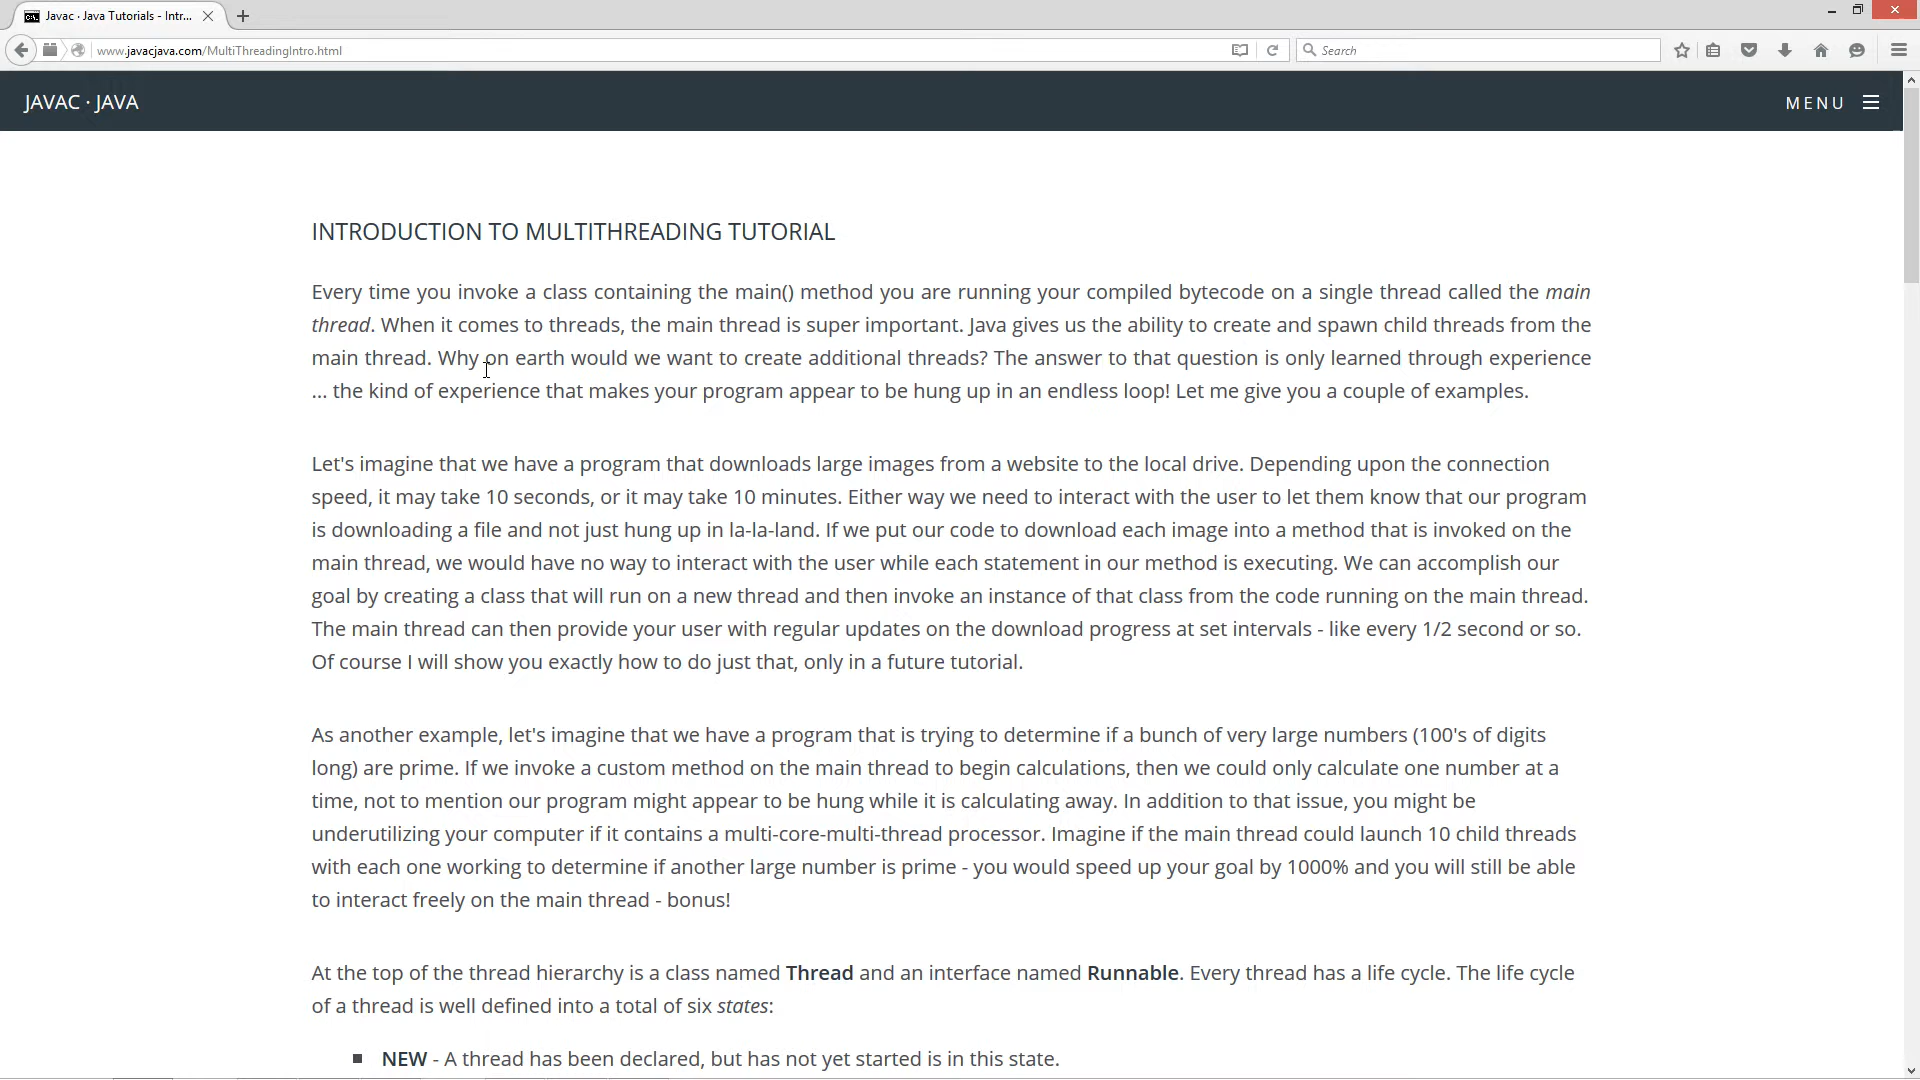 Javac · Java Tutorials - Intr...
www.javacjava.com/MultiThreadingIntro.html
Search
JAVAC · JAVA
MENU
INTRODUCTION TO MULTITHREADING TUTORIAL
Every time you invoke a class containing the main() method you are running your compiled bytecode on a single thread called the main
thread. When it comes to threads, the main thread is super important. Java gives us the ability to create and spawn child threads from the
main thread. Why on earth would we want to create additional threads? The answer to that question is only learned through experience
... the kind of experience that makes your program appear to be hung up in an endless loop! Let me give you a couple of examples.
Let's imagine that we have a program that downloads large images from a website to the local drive. Depending upon the connection
speed, it may take 10 seconds, or it may take 10 minutes. Either way we need to interact with the user to let them know that our program
is downloading a file and not just hung up in la-la-land. If we put our code to download each image into a method that is invoked on the
main thread, we would have no way to interact with the user while each statement in our method is executing. We can accomplish our
goal by creating a class that will run on a new thread and then invoke an instance of that class from the code running on the main thread.
The main thread can then provide your user with regular updates on the download progress at set intervals - like every 1/2 second or so.
Of course I will show you exactly how to do just that, only in a future tutorial.
As another example, let's imagine that we have a program that is trying to determine if a bunch of very large numbers (100's of digits
long) are prime. If we invoke a custom method on the main thread to begin calculations, then we could only calculate one number at a
time, not to mention our program might appear to be hung while it is calculating away. In addition to that issue, you might be
underutilizing your computer if it contains a multi-core-multi-thread processor. Imagine if the main thread could launch 10 child threads
with each one working to determine if another large number is prime - you would speed up your goal by 1000% and you will still be able
to interact freely on the main thread - bonus!
At the top of the thread hierarchy is a class named Thread and an interface named Runnable. Every thread has a life cycle. The life cycle
of a thread is well defined into a total of six states:
NEW - A thread has been declared, but has not yet started is in this state.